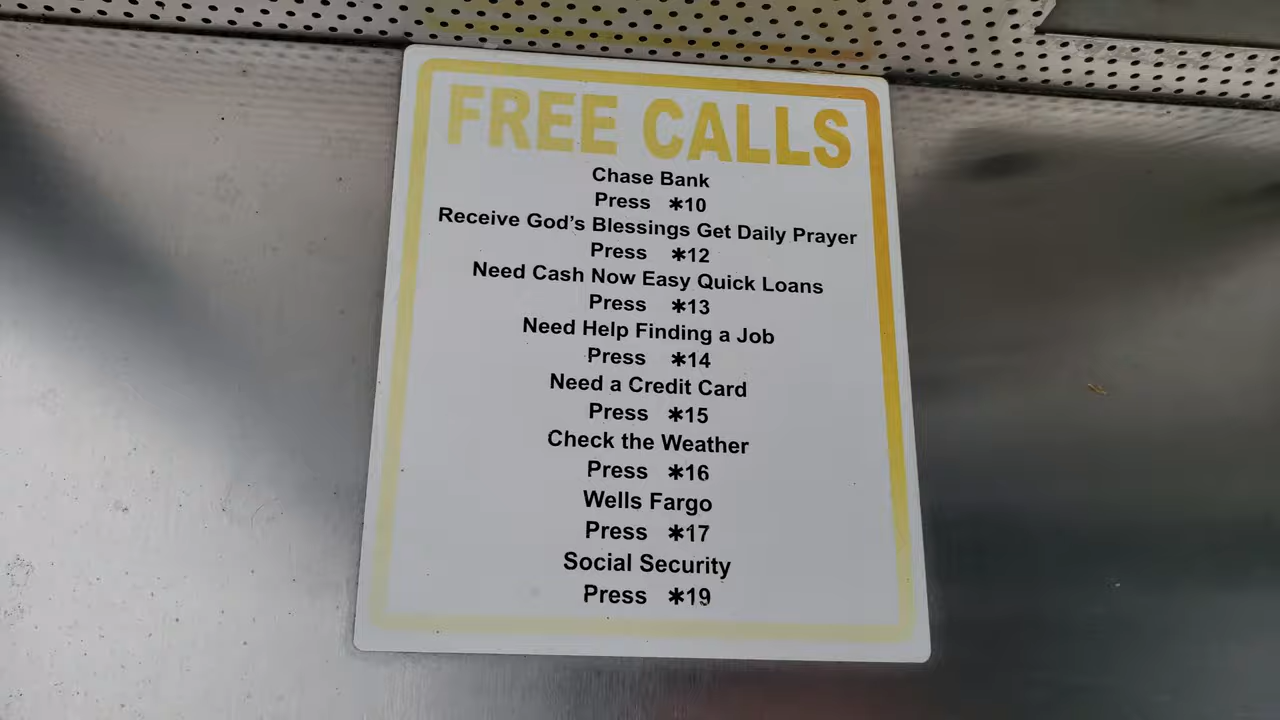 FREE CALLS
Chase Bank
Press ✱10
Receive God's Blessings Get Daily Prayer
Press ✱12
Need Cash Now Easy Quick Loans
Press ✱13
Need Help Finding a Job
Press ✱14
Need a Credit Card
Press ✱15
Check the Weather
Press ✱16
Wells Fargo
Press ✱17
Social Security
Press ✱19